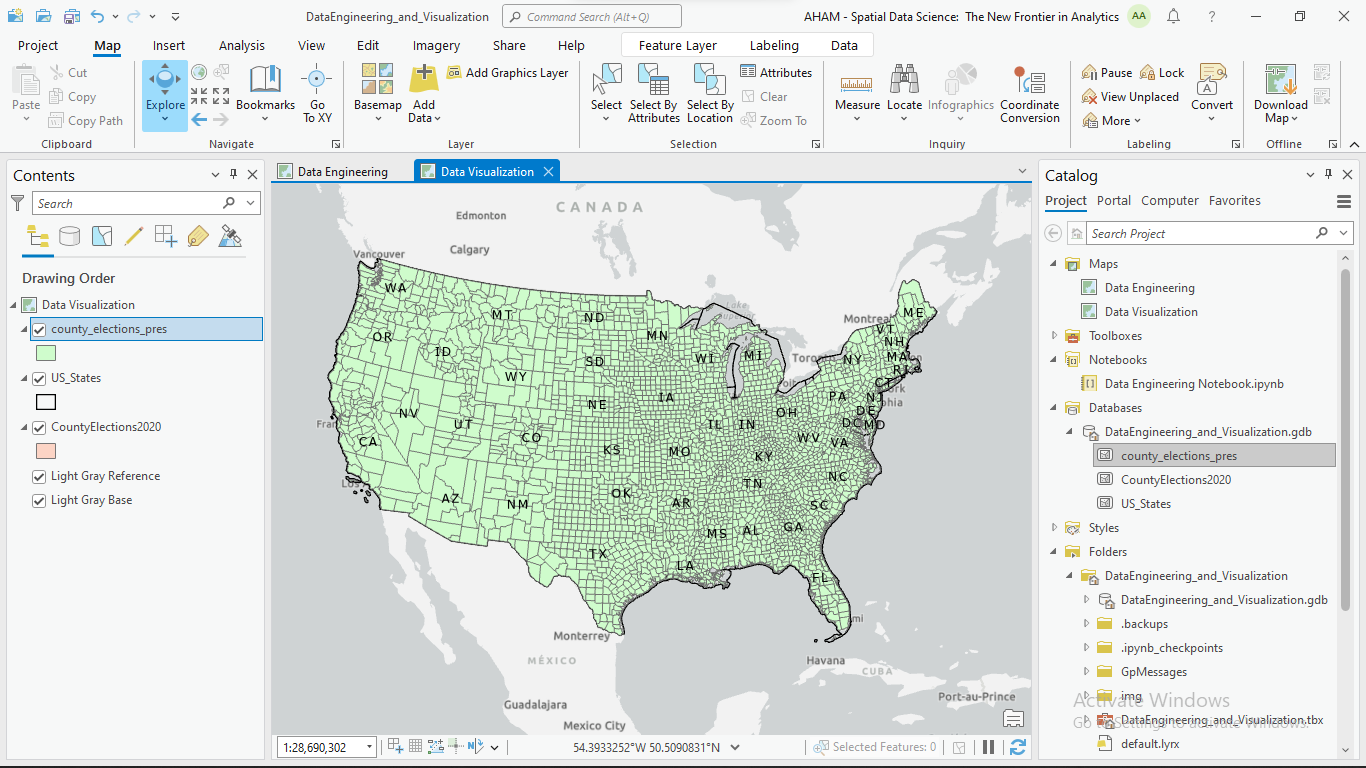 DataEngineering_and_Visualization
Command Search (Alt+Q)
AHAM - Spatial Data Science: The New Frontier in Analytics
AA
Project
Map
Insert
Analysis
View
Edit
Imagery
Share
Help
Feature Layer
Labeling
Data
Paste
Cut
Copy
Copy Path
Clipboard
Explore
Bookmarks
Go To XY
Navigate
Basemap
Add Data
Add Graphics Layer
Layer
Select
Select By Attributes
Select By Location
Attributes
Clear
Zoom To
Selection
Measure
Locate
Infographics
Coordinate Conversion
Inquiry
Pause
Lock
View Unplaced
More
Convert
Labeling
Download Map
Offline
Contents
Search
Drawing Order
Data Visualization
county_elections_pres
US_States
CountyElections2020
Light Gray Reference
Light Gray Base
Data Engineering
Data Visualization
CANADA
Edmonton
Calgary
Vancouver
WA
MT
ND
MN
ME
Montreal
VT
NH
MA
RI
CT
OR
ID
SD
WI
MI
Toron
NY
WY
IA
PA
NJ
NE
OH
DE
NV
UT
CO
IL
IN
DC
MD
CA
KS
MO
WV
VA
KY
AZ
NM
OK
AR
TN
NC
SC
MS
AL
GA
TX
LA
FL
Monterrey
MÉXICO
Havana
CUBA
Guadalajara
Port-au-Prince
Mexico City
1:28,690,302
54.3933252°W 50.5090831°N
Selected Features: 0
Catalog
Project
Portal
Computer
Favorites
Search Project
Maps
Data Engineering
Data Visualization
Toolboxes
Notebooks
Data Engineering Notebook.ipynb
Databases
DataEngineering_and_Visualization.gdb
county_elections_pres
CountyElections2020
US_States
Styles
Folders
DataEngineering_and_Visualization
DataEngineering_and_Visualization.gdb
.backups
.ipynb_checkpoints
GpMessages
img
DataEngineering_and_Visualization.tbx
default.lyrx
Activate Windows
Go to Settings to activate Windows.